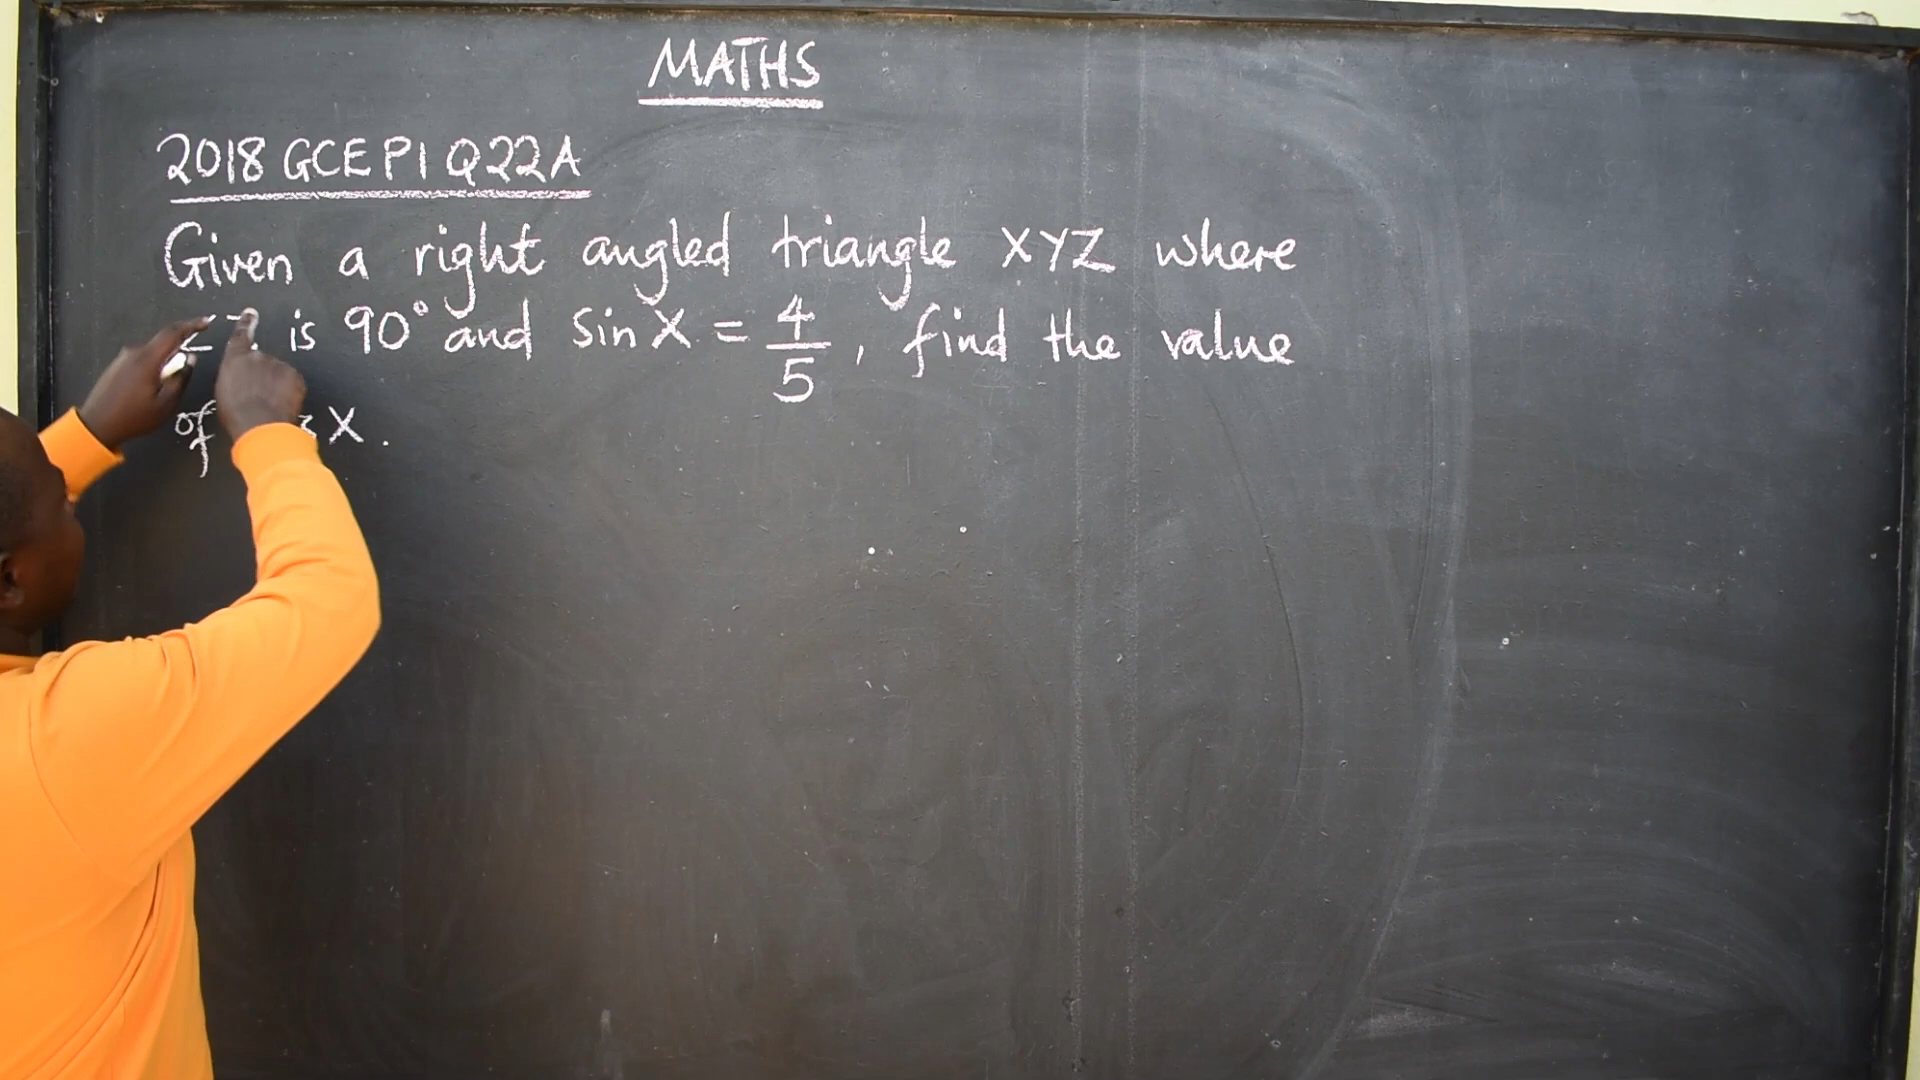 MATHS
2018 GCE P1 Q22A
Given a right angled triangle XYZ where
is 90° and Sin X = 4/5, find the value
of X.